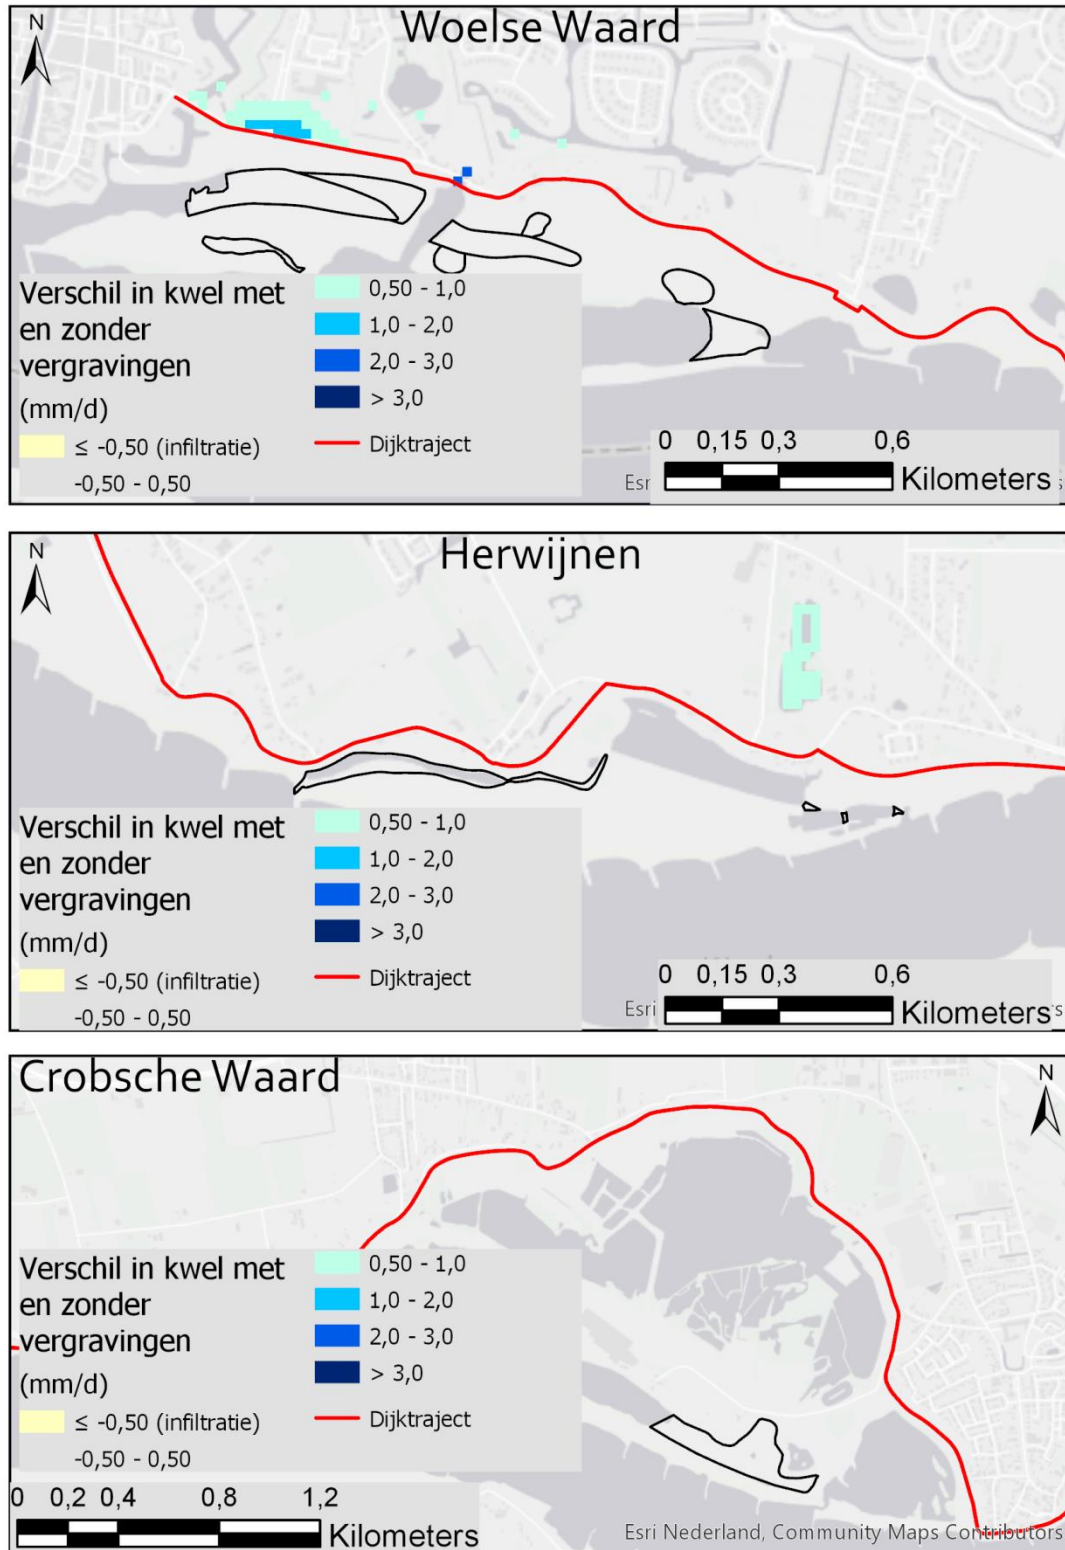 Woelse Waard
N
Verschil in kwel met
en zonder
vergravingen
(mm/d)
≤ -0,50 (infiltratie)
-0,50 - 0,50
0,50 - 1,0
1,0 - 2,0
2,0 - 3,0
> 3,0
Dijktraject
0 0,15 0,3 0,6
Kilometers
Herwijnen
N
Verschil in kwel met
en zonder
vergravingen
(mm/d)
≤ -0,50 (infiltratie)
-0,50 - 0,50
0,50 - 1,0
1,0 - 2,0
2,0 - 3,0
> 3,0
Dijktraject
0 0,15 0,3 0,6
Kilometers
Esri
Crobsche Waard
N
Verschil in kwel met
en zonder
vergravingen
(mm/d)
≤ -0,50 (infiltratie)
-0,50 - 0,50
0,50 - 1,0
1,0 - 2,0
2,0 - 3,0
> 3,0
Dijktraject
0 0,2 0,4 0,8 1,2
Kilometers
Esri Nederland, Community Maps Contributors